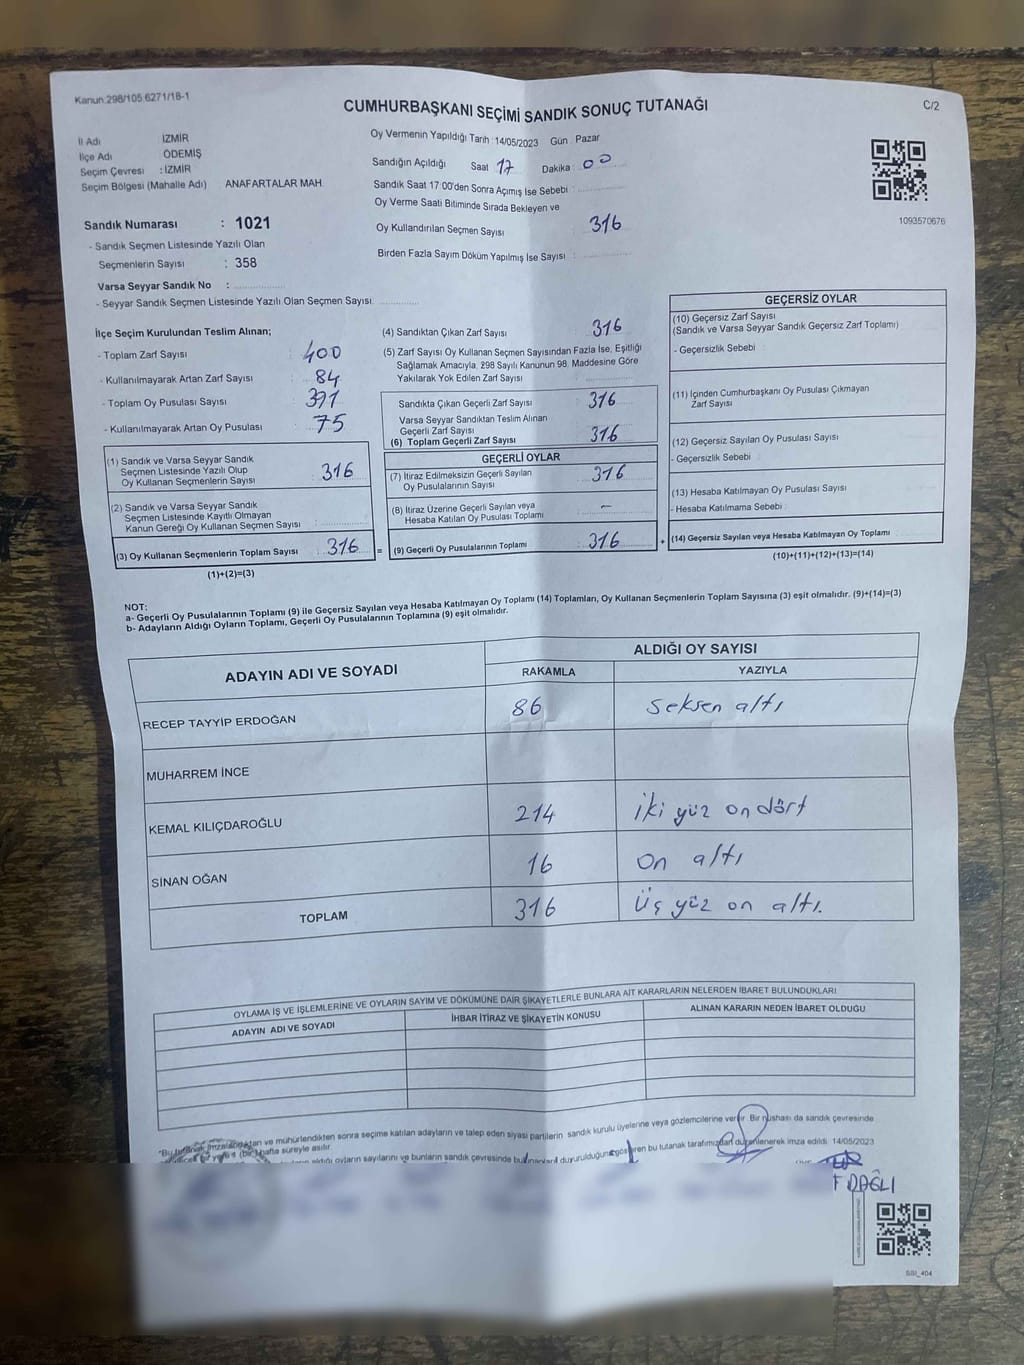 Kanun:298/105 6271/18-1
CUMHURBAŞKANI SEÇİMİ SANDIK SONUÇ TUTANAĞI
C/2
İl Adı İZMİR
İlçe Adı ÖDEMİŞ
Seçim Çevresi : İZMİR
Seçim Bölgesi (Mahalle Adı) ANAFARTALAR MAH.
Oy Vermenin Yapıldığı Tarih : 14/05/2023 Gün Pazar
Sandığın Açıldığı Saat 17 Dakika 00
Sandık Saat 17:00'den Sonra Açılmış İse Sebebi
Oy Verme Saati Bitiminde Sırada Bekleyen ve
Oy Kullandırılan Seçmen Sayısı 316
Birden Fazla Sayım Döküm Yapılmış İse Sayısı
1093570676
Sandık Numarası : 1021
- Sandık Seçmen Listesinde Yazılı Olan
Seçmenlerin Sayısı : 358
Varsa Seyyar Sandık No :
- Seyyar Sandık Seçmen Listesinde Yazılı Olan Seçmen Sayısı
İlçe Seçim Kurulundan Teslim Alınan;
- Toplam Zarf Sayısı : 400
- Kullanılmayarak Artan Zarf Sayısı : 84
- Toplam Oy Pusulası Sayısı : 391
- Kullanılmayarak Artan Oy Pusulası : 75
(1) Sandık ve Varsa Seyyar Sandık
Seçmen Listesinde Yazılı Olup
Oy Kullanan Seçmenlerin Sayısı : 316
(2) Sandık ve Varsa Seyyar Sandık
Seçmen Listesinde Kayıtlı Olmayan
Kanun Gereği Oy Kullanan Seçmen Sayısı
(3) Oy Kullanan Seçmenlerin Toplam Sayısı : 316
(1)+(2)=(3)
(4) Sandıktan Çıkan Zarf Sayısı 316
(5) Zarf Sayısı Oy Kullanan Seçmen Sayısından Fazla İse, Eşitliği
Sağlamak Amacıyla, 298 Sayılı Kanunun 98. Maddesine Göre
Yakılarak Yok Edilen Zarf Sayısı
Sandıkta Çıkan Geçerli Zarf Sayısı 316
Varsa Seyyar Sandıktan Teslim Alınan
Geçerli Zarf Sayısı
(6) Toplam Geçerli Zarf Sayısı 316
GEÇERLİ OYLAR
(7) İtiraz Edilmeksizin Geçerli Sayılan
Oy Pusulalarının Sayısı 316
(8) İtiraz Üzerine Geçerli Sayılan veya
Hesaba Katılan Oy Pusulası Toplamı –
= (9) Geçerli Oy Pusulalarının Toplamı 316
GEÇERSİZ OYLAR
(10) Geçersiz Zarf Sayısı
(Sandık ve Varsa Seyyar Sandık Geçersiz Zarf Toplamı)
- Geçersizlik Sebebi :
(11) İçinden Cumhurbaşkanı Oy Pusulası Çıkmayan
Zarf Sayısı
(12) Geçersiz Sayılan Oy Pusulası Sayısı
- Geçersizlik Sebebi
(13) Hesaba Katılmayan Oy Pusulası Sayısı
- Hesaba Katılmama Sebebi
+ (14) Geçersiz Sayılan veya Hesaba Katılmayan Oy Toplamı
(10)+(11)+(12)+(13)=(14)
NOT:
a- Geçerli Oy Pusulalarının Toplamı (9) ile Geçersiz Sayılan veya Hesaba Katılmayan Oy Toplamı (14) Toplamları, Oy Kullanan Seçmenlerin Toplam Sayısına (3) eşit olmalıdır. (9)+(14)=(3)
b- Adayların Aldığı Oyların Toplamı, Geçerli Oy Pusulalarının Toplamına (9) eşit olmalıdır.
ADAYIN ADI VE SOYADI ALDIĞI OY SAYISI
RAKAMLA YAZIYLA
RECEP TAYYİP ERDOĞAN 86 seksen altı
MUHARREM İNCE
KEMAL KILIÇDAROĞLU 214 iki yüz on dört
SİNAN OĞAN 16 on altı
TOPLAM 316 üç yüz on altı.
OYLAMA İŞ VE İŞLEMLERİNE VE OYLARIN SAYIM VE DÖKÜMÜNE DAİR ŞİKAYETLERLE BUNLARA AİT KARARLARIN NELERDEN İBARET BULUNDUKLARI
ADAYIN ADI VE SOYADI İHBAR İTİRAZ VE ŞİKAYETİN KONUSU ALINAN KARARIN NEDEN İBARET OLDUĞU
ve mühürlendikten sonra seçime katılan adayların ve talep eden siyasi partilerin sandık kurulu üyelerine veya gözlemcilerine verilir. Bir nüshası da sandık çevresinde
hafta süreyle asılır.
aldığı oyların sayılarını ve bunların sandık çevresinde duyurulduğunu gösteren bu tutanak tarafımızdan düzenlenerek imza edildi. 14/05/2023
F DAĞLI
SSI_404